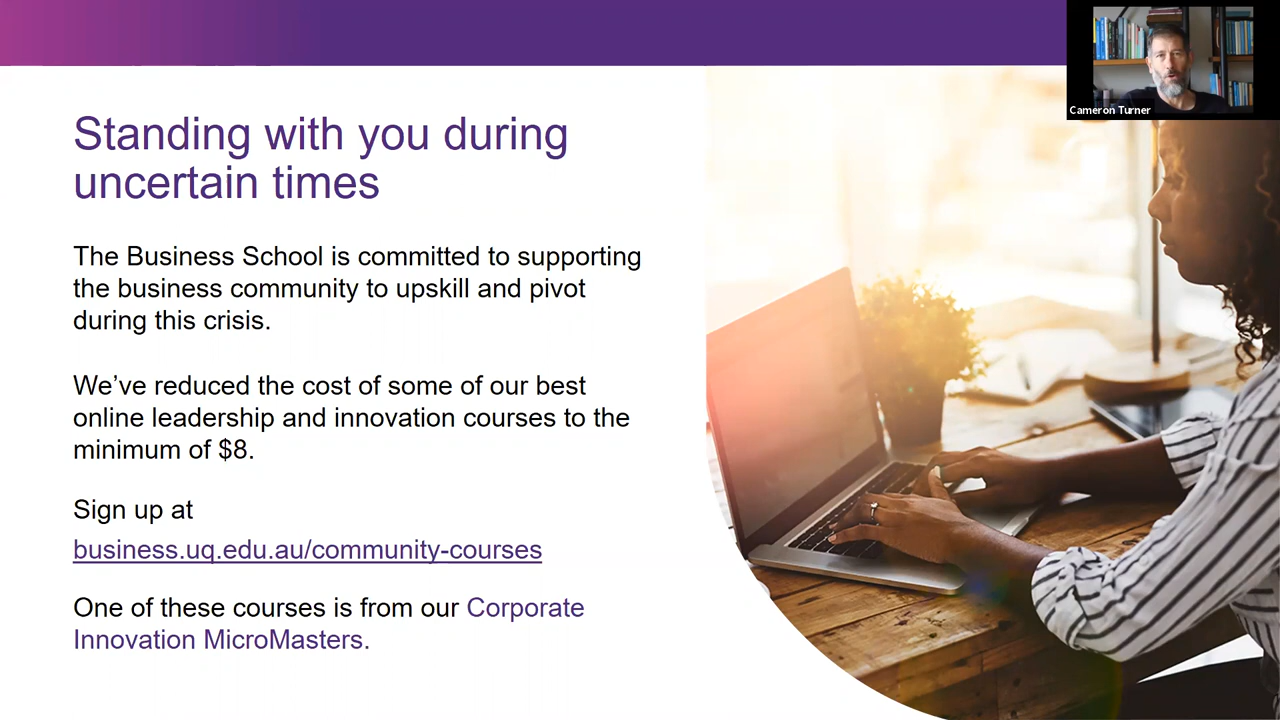 Cameron Turner
Standing with you during
uncertain times
The Business School is committed to supporting
the business community to upskill and pivot
during this crisis.
We’ve reduced the cost of some of our best
online leadership and innovation courses to the
minimum of $8.
Sign up at
business.uq.edu.au/community-courses
One of these courses is from our Corporate
Innovation MicroMasters.